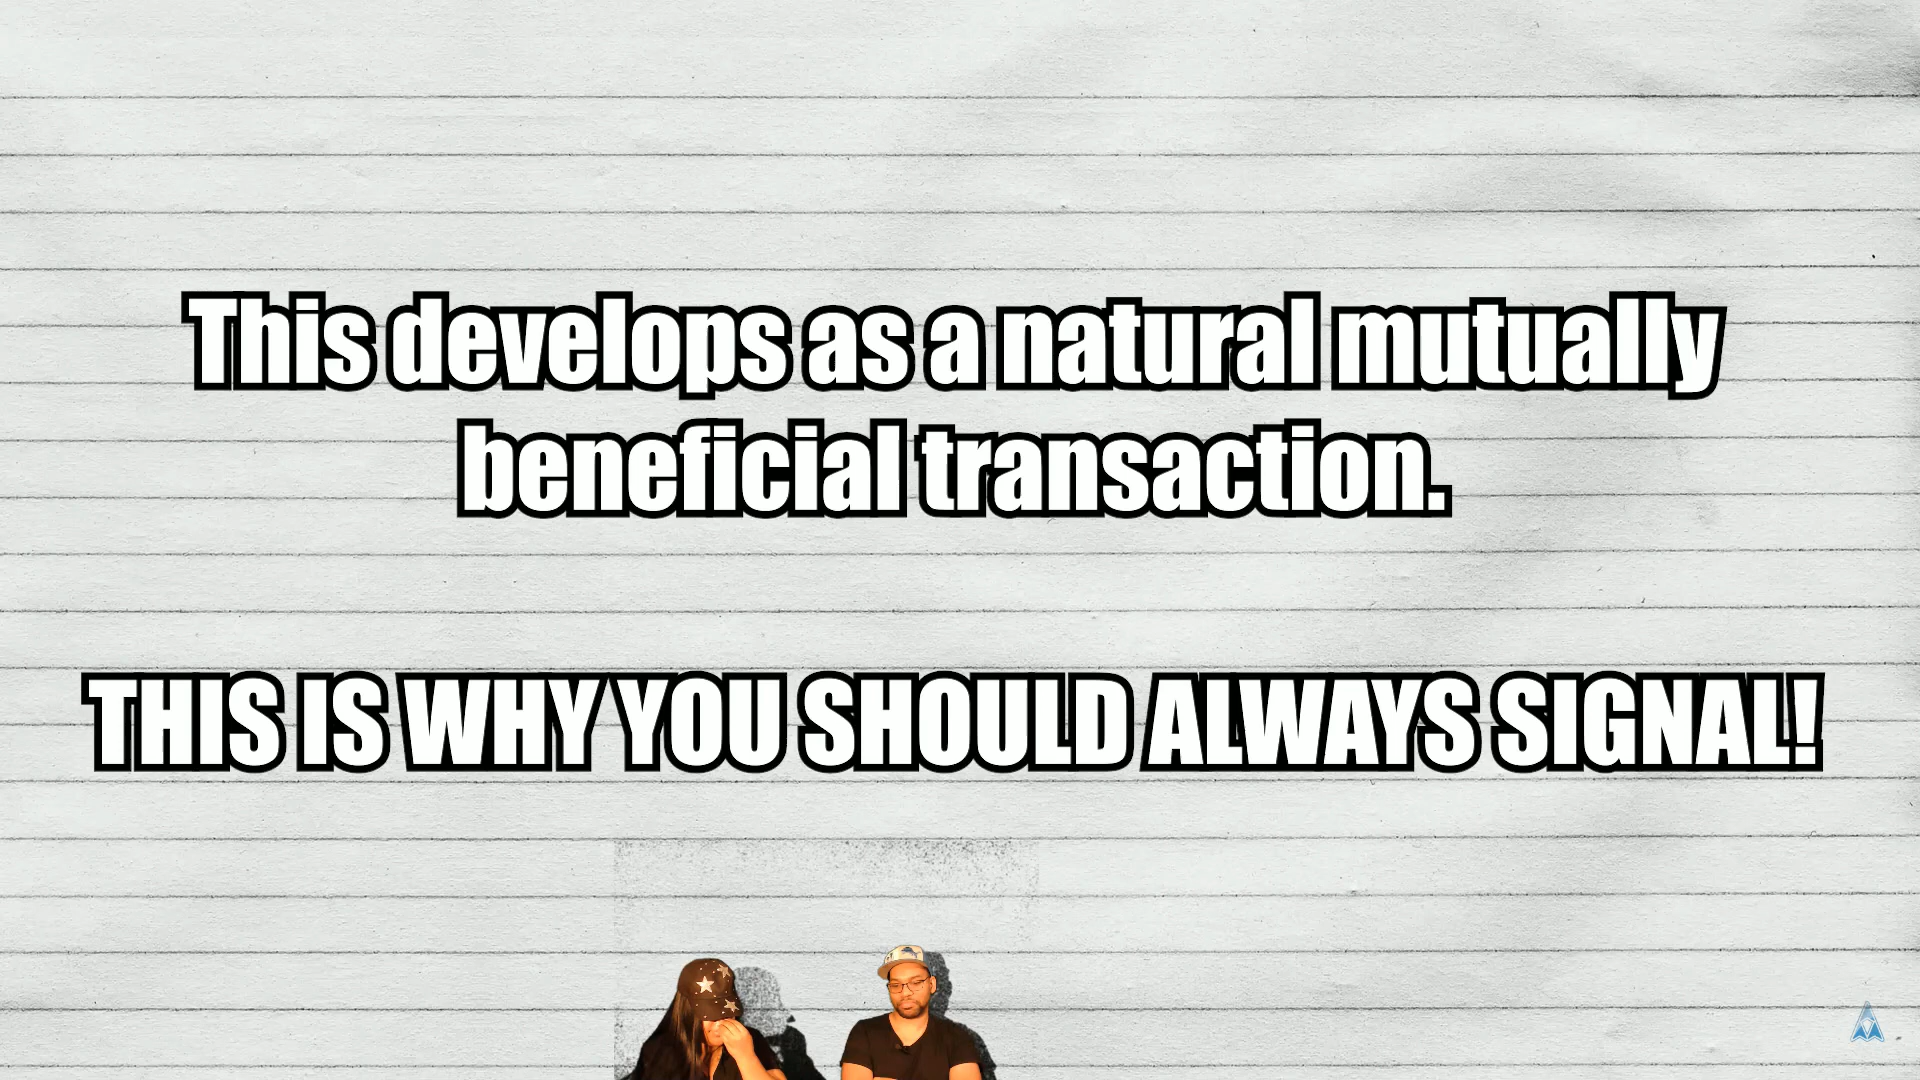 This develops as a natural mutually
beneficial transaction.
THIS IS WHY YOU SHOULD ALWAYS SIGNAL!